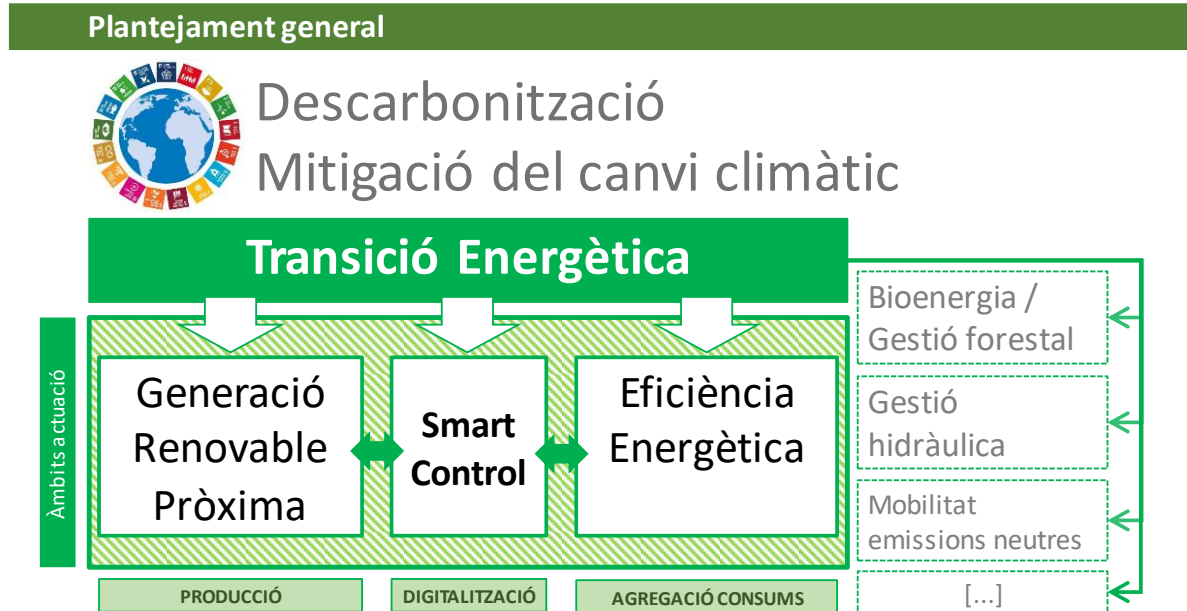 Plantejament general
Descarbonització
Mitigació del canvi climàtic
Transició Energètica
Àmbits actuació
Generació
Renovable
Pròxima
Smart
Control
Eficiència
Energètica
Bioenergia /
Gestió forestal
Gestió
hidràulica
Mobilitat
emissions neutres
[...]
PRODUCCIÓ
DIGITALITZACIÓ
AGREGACIÓ CONSUMS